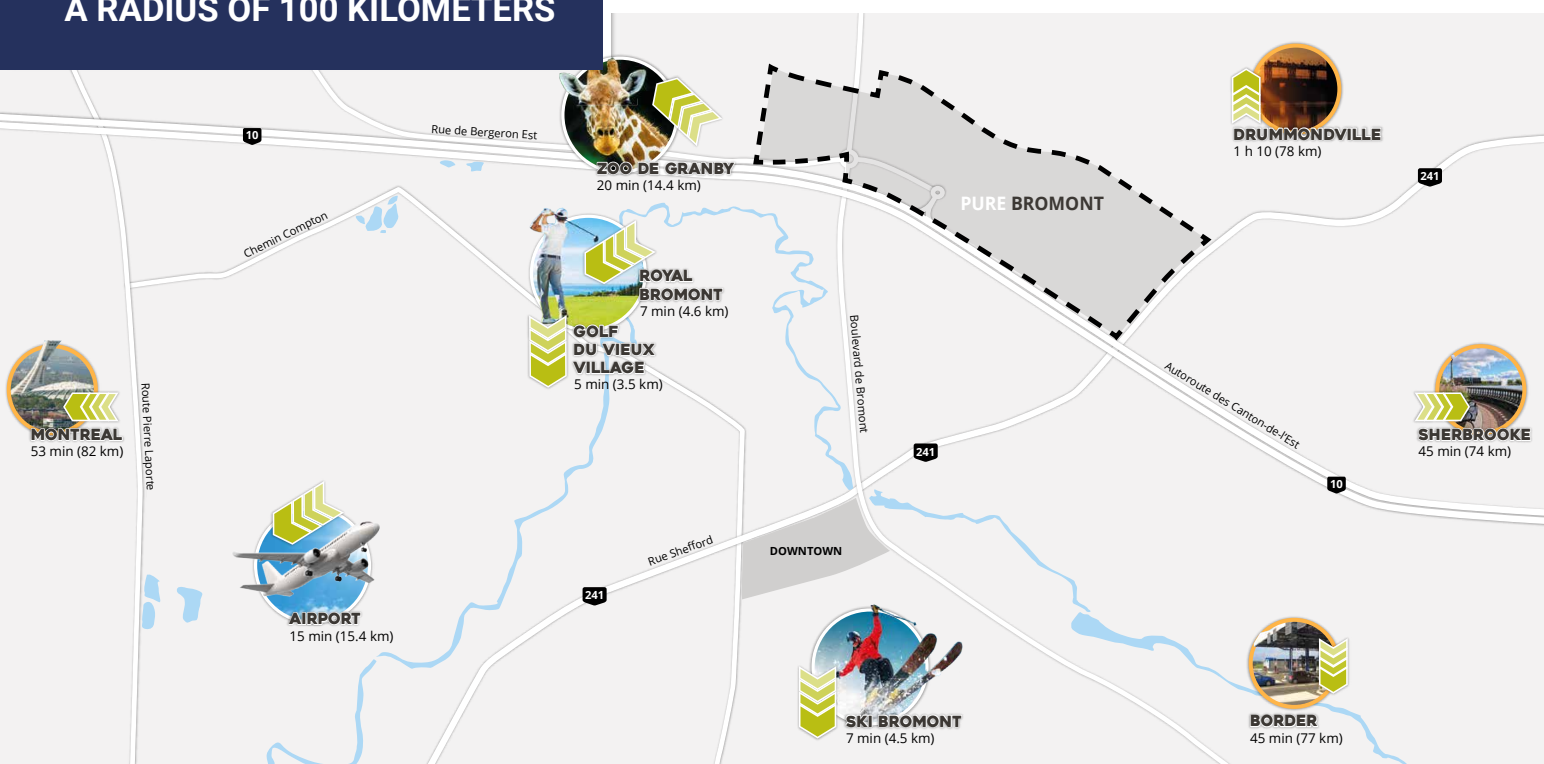 A RADIUS OF 100 KILOMETERS
10
Rue de Bergeron Est
ZOO DE GRANBY
20 min (14.4 km)
DRUMMONDVILLE
1 h 10 (78 km)
241
PURE BROMONT
Chemin Compton
ROYAL
BROMONT
7 min (4.6 km)
GOLF
DU VIEUX
VILLAGE
5 min (3.5 km)
Boulevard de Bromont
Autoroute des Canton-de-l'Est
MONTREAL
53 min (82 km)
Route Pierre Laporte
SHERBROOKE
45 min (74 km)
241
10
Rue Shefford
DOWNTOWN
241
AIRPORT
15 min (15.4 km)
SKI BROMONT
7 min (4.5 km)
BORDER
45 min (77 km)